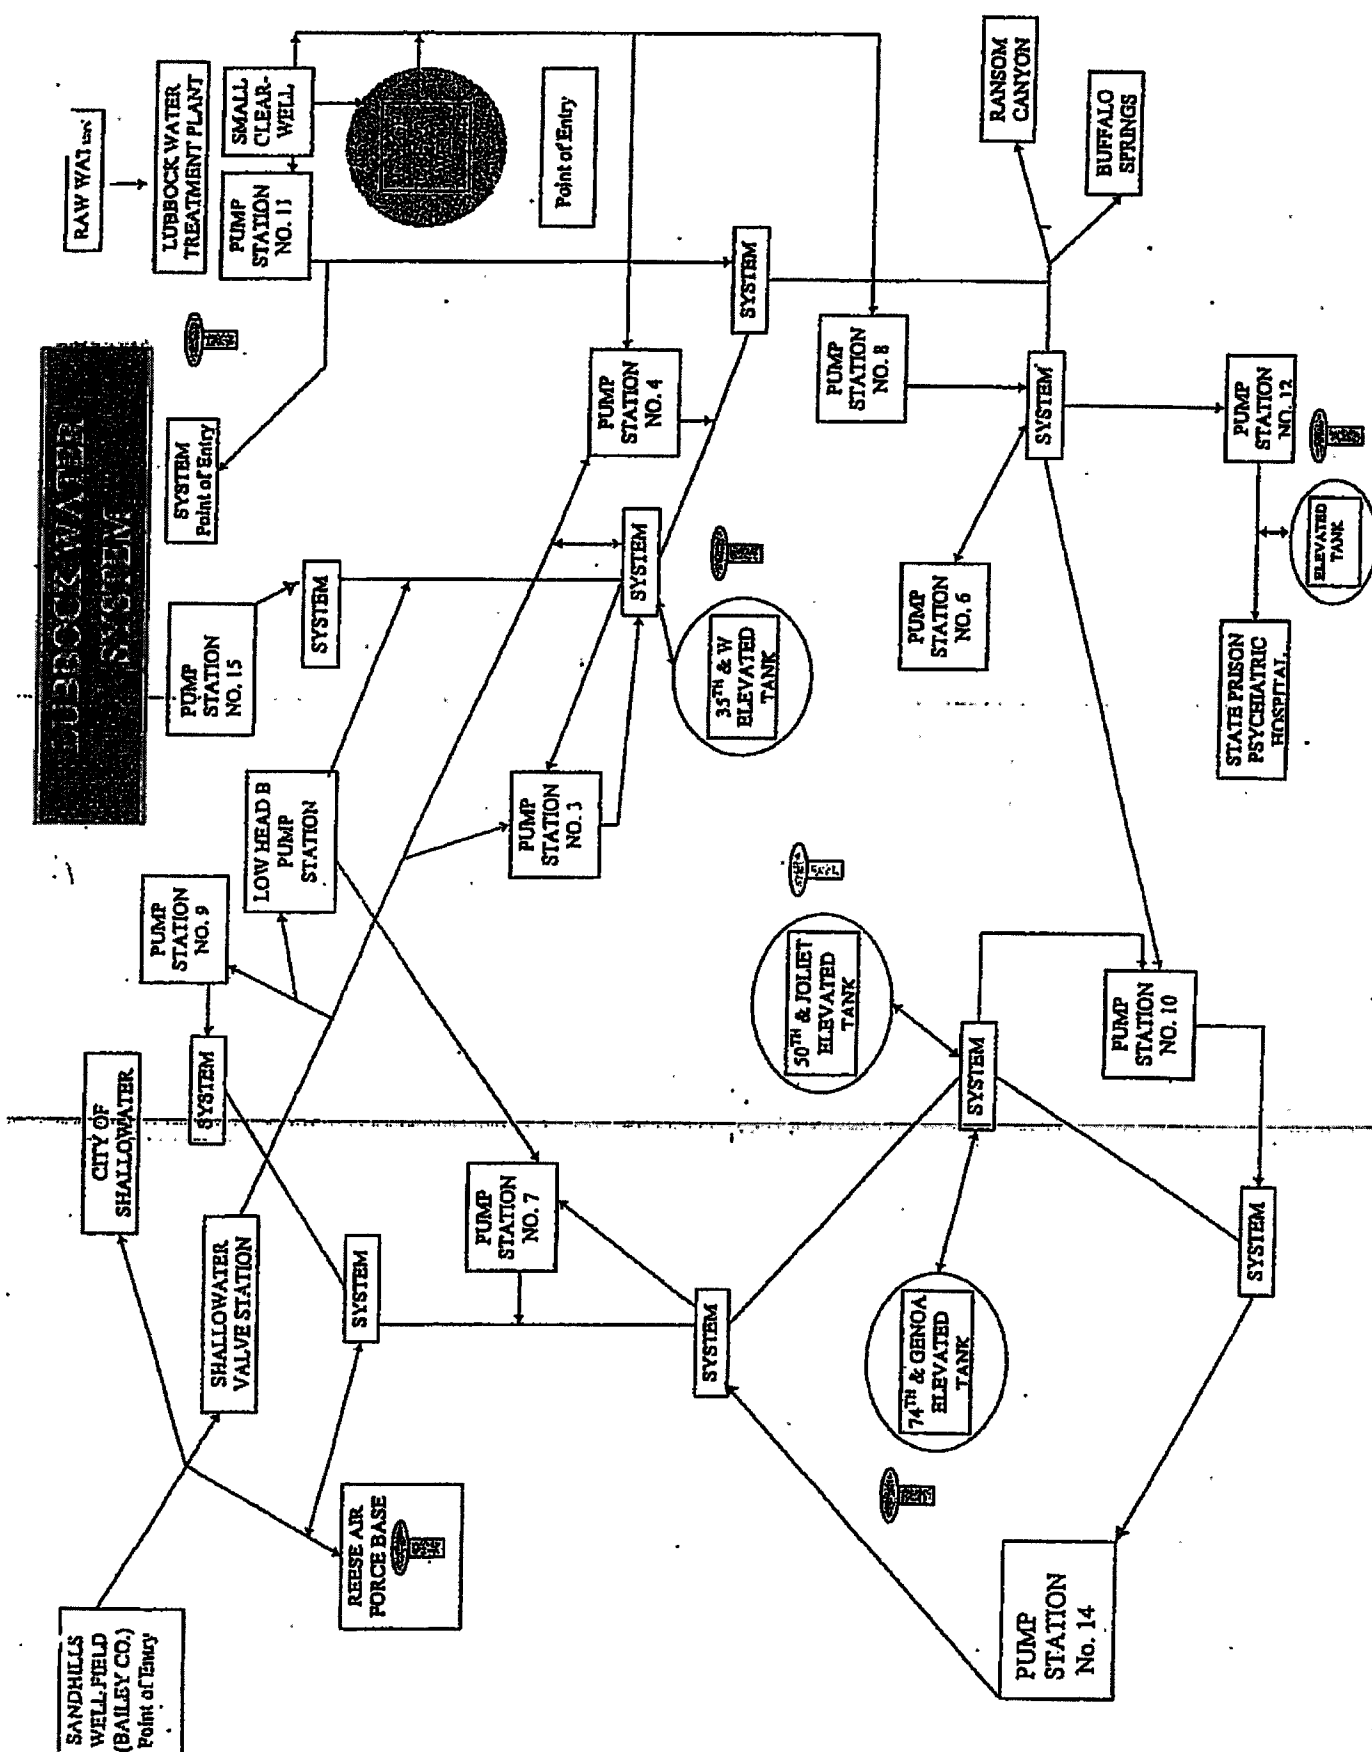 LUBBOCK WATER
SYSTEM
RAW
LUBBOCK WATER
TREATMENT PLANT
SMALL
CLEAR-
WELL
PUMP
STATION
NO. 11
Point of Entry
SYSTEM
Point of Entry
PUMP
STATION
NO. 15
SYSTEM
LOW HEAD B
PUMP
STATION
PUMP
STATION
NO. 9
SYSTEM
CITY OF
SHALLOWATER
SHALLOWATER
VALVE STATION
SANDHILLS
WELL FIELD
(BAILEY CO.)
Point of Entry
REESE AIR
FORCE BASE
SYSTEM
PUMP
STATION
NO. 7
SYSTEM
PUMP
STATION
NO. 3
SYSTEM
PUMP
STATION
NO. 4
SYSTEM
35TH & W
ELEVATED
TANK
PUMP
STATION
NO. 8
PUMP
STATION
NO. 6
SYSTEM
RANSOM
CANYON
BUFFALO
SPRINGS
PUMP
STATION
NO. 12
ELEVATED
TANK
STATE PRISON
PSYCHIATRIC
HOSPITAL
50TH & JOLIET
ELEVATED
TANK
SYSTEM
74TH & GENOA
ELEVATED
TANK
PUMP
STATION
NO. 10
SYSTEM
PUMP
STATION
No. 14